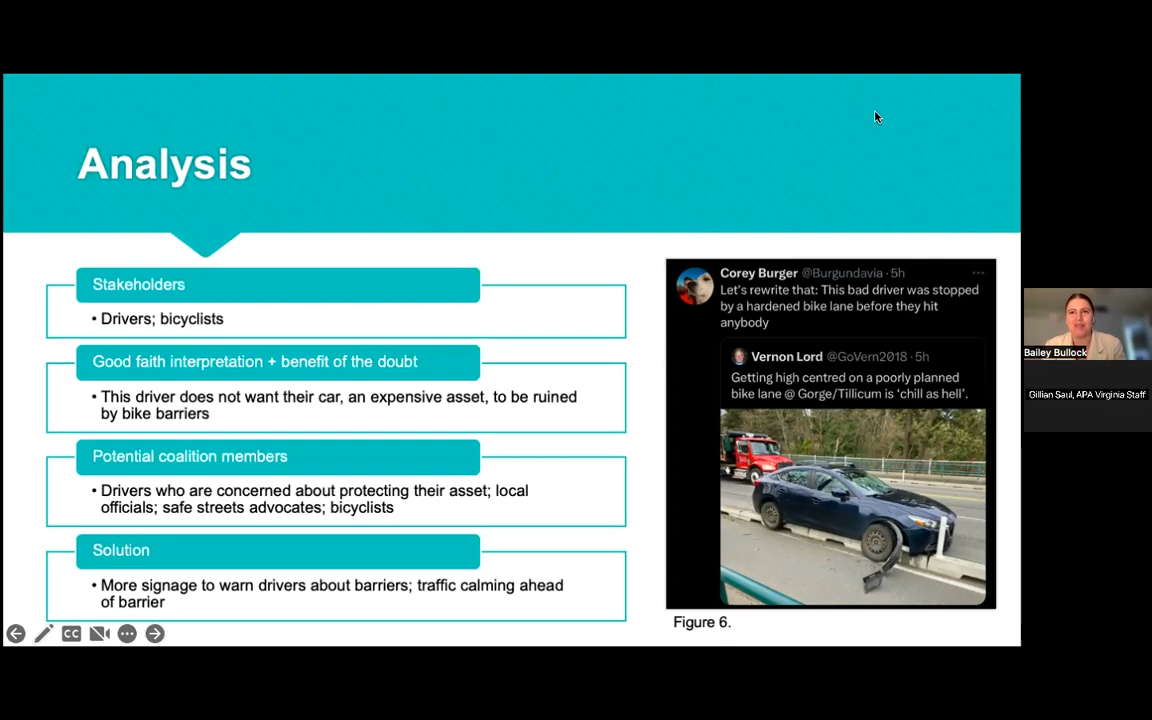 Analysis
Stakeholders
• Drivers; bicyclists
Good faith interpretation + benefit of the doubt
• This driver does not want their car, an expensive asset, to be ruined
by bike barriers
Potential coalition members
• Drivers who are concerned about protecting their asset; local
officials; safe streets advocates; bicyclists
Solution
• More signage to warn drivers about barriers; traffic calming ahead
of barrier
Corey Burger @Burgundavia · 5h
Let's rewrite that: This bad driver was stopped
by a hardened bike lane before they hit
anybody
Vernon Lord @GoVern2018 · 5h
Getting high centred on a poorly planned
bike lane @ Gorge/Tillicum is 'chill as hell'.
Figure 6.
CC
Bailey Bullock
Gillian Saul, APA Virginia Staff